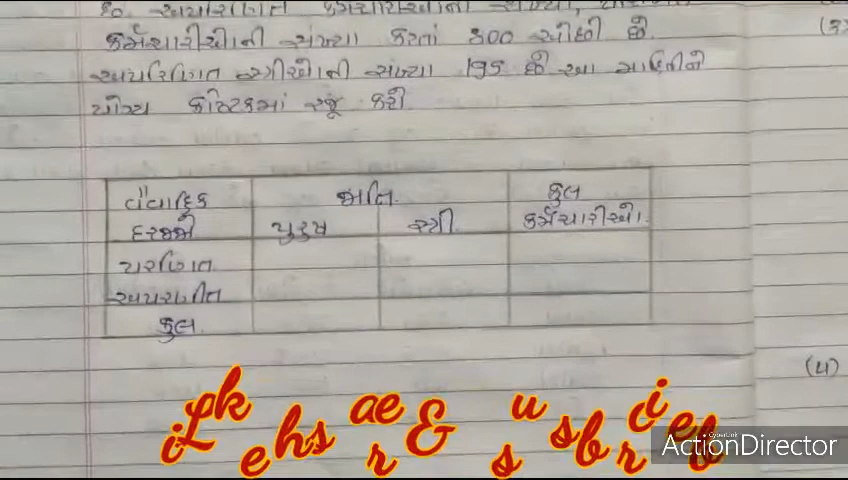 કર્મચારીઓની સંખ્યા કરતાં 300 ઓછી છે.
અપરિણિત સ્ત્રીઓની સંખ્યા 195 છે આ માહિતીને
યોગ્ય કોષ્ટકમાં રજૂ કરો.
વૈવાહિક જાતિ કુલ
દરજ્જો પુરુષ સ્ત્રી કર્મચારીઓ.
પરણિત
અપરણીત
કુલ
(પ)
Like share & subscribe
CyberLink
ActionDirector